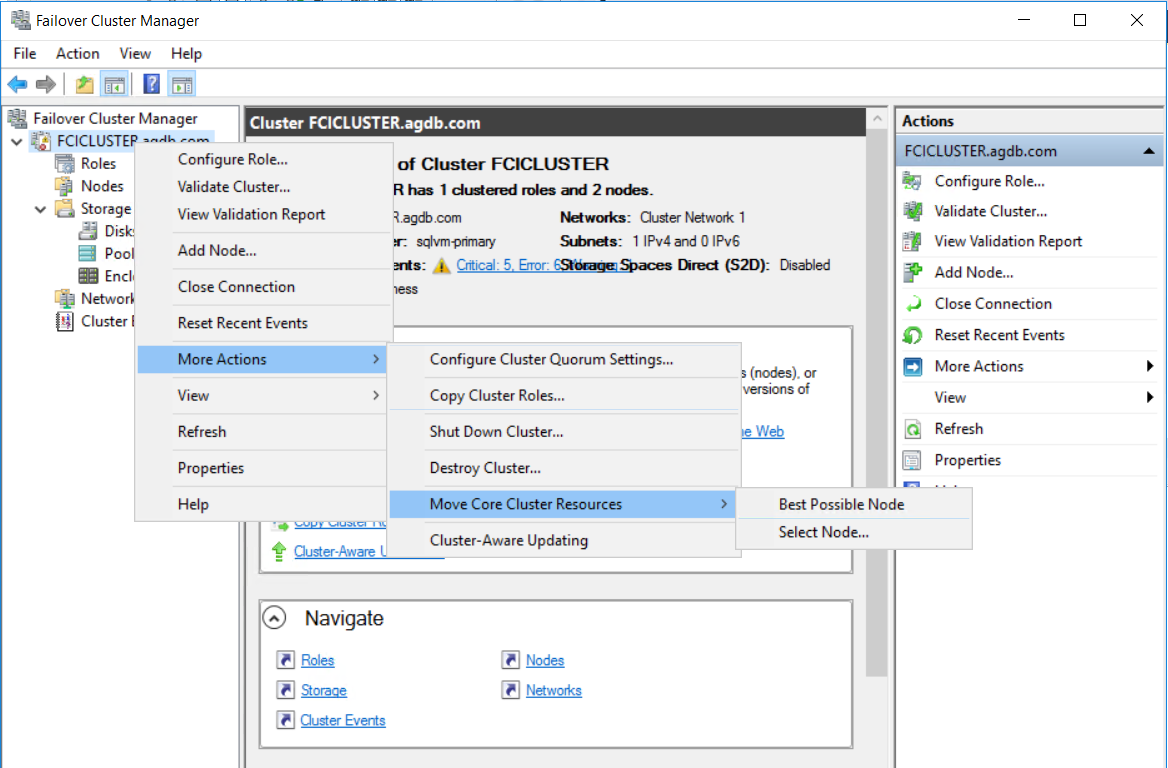 Failover Cluster Manager
File Action View Help
Failover Cluster Manager
FCICLUSTER.agdb.com
Roles
Nodes
Storage
Disks
Pool
Enclo
Network
Cluster E
Configure Role...
Validate Cluster...
View Validation Report
Add Node...
Close Connection
Reset Recent Events
More Actions
View
Refresh
Properties
Help
Configure Cluster Quorum Settings...
Copy Cluster Roles...
Shut Down Cluster...
Destroy Cluster...
Move Core Cluster Resources
Cluster-Aware Updating
Best Possible Node
Select Node...
Cluster FCICLUSTER.agdb.com
of Cluster FCICLUSTER
R has 1 clustered roles and 2 nodes.
R.agdb.com Networks: Cluster Network 1
er: sqlvm-primary Subnets: 1 IPv4 and 0 IPv6
ents: Critical: 5, Error: 6, Storage Spaces Direct (S2D): Disabled
ness
s (nodes), or
versions of
he Web
Copy Cluster Ro
Cluster-Aware U
Navigate
Roles Nodes
Storage Networks
Cluster Events
Actions
FCICLUSTER.agdb.com
Configure Role...
Validate Cluster...
View Validation Report
Add Node...
Close Connection
Reset Recent Events
More Actions
View
Refresh
Properties